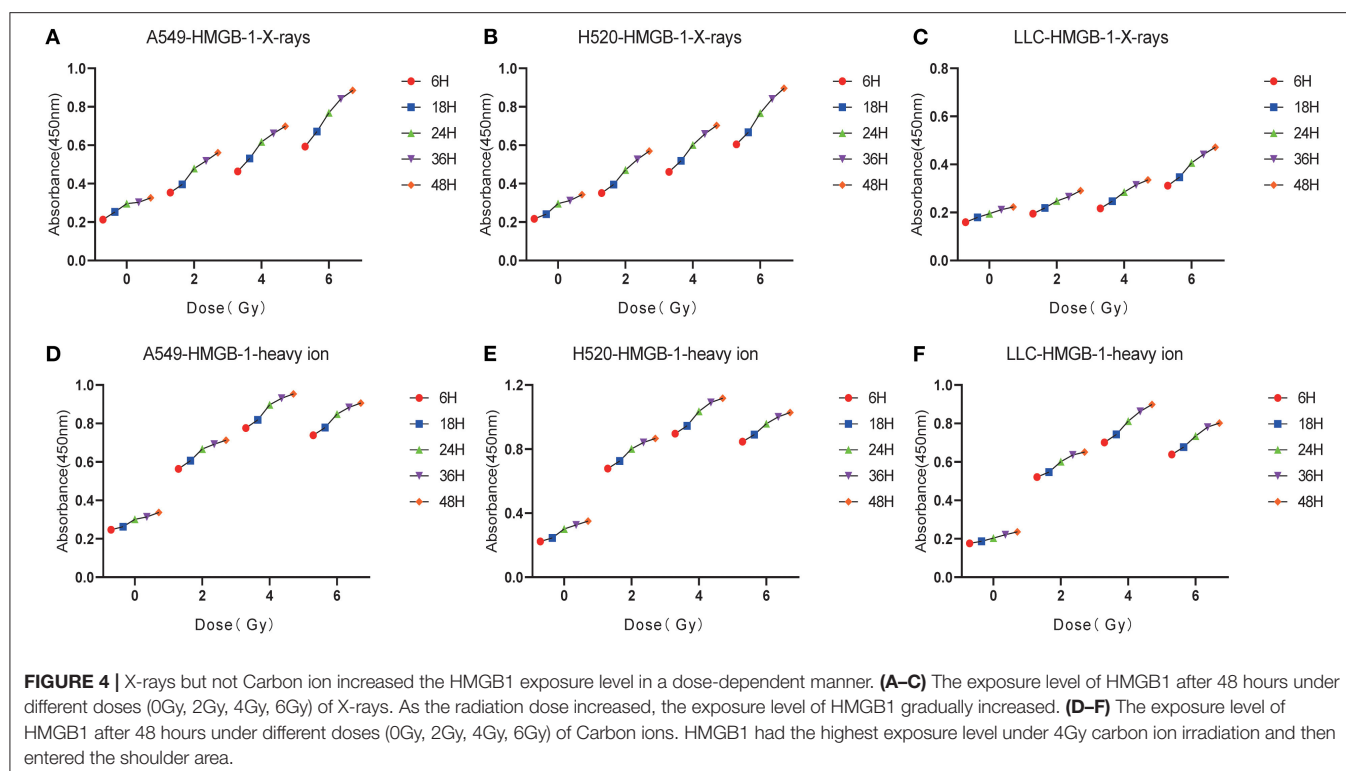 A
A549-HMGB-1-X-rays
Absorbance(450nm)
1.0
0.8
0.6
0.4
0.2
0.0
0 2 4 6
Dose( Gy)
6H
18H
24H
36H
48H
B
H520-HMGB-1-X-rays
Absorbance(450nm)
1.0
0.8
0.6
0.4
0.2
0.0
0 2 4 6
Dose( Gy)
6H
18H
24H
36H
48H
C
LLC-HMGB-1-X-rays
Absorbance(450nm)
0.8
0.6
0.4
0.2
0.0
0 2 4 6
Dose( Gy)
6H
18H
24H
36H
48H
D
A549-HMGB-1-heavy ion
Absorbance(450nm)
1.0
0.8
0.6
0.4
0.2
0.0
0 2 4 6
Dose( Gy)
6H
18H
24H
36H
48H
E
H520-HMGB-1-heavy ion
Absorbance(450nm)
1.2
0.8
0.4
0.0
0 2 4 6
Dose( Gy)
6H
18H
24H
36H
48H
F
LLC-HMGB-1-heavy ion
Absorbance(450nm)
1.0
0.8
0.6
0.4
0.2
0.0
0 2 4 6
Dose( Gy)
6H
18H
24H
36H
48H
FIGURE 4 | X-rays but not Carbon ion increased the HMGB1 exposure level in a dose-dependent manner. (A–C) The exposure level of HMGB1 after 48 hours under
different doses (0Gy, 2Gy, 4Gy, 6Gy) of X-rays. As the radiation dose increased, the exposure level of HMGB1 gradually increased. (D–F) The exposure level of
HMGB1 after 48 hours under different doses (0Gy, 2Gy, 4Gy, 6Gy) of Carbon ions. HMGB1 had the highest exposure level under 4Gy carbon ion irradiation and then
entered the shoulder area.